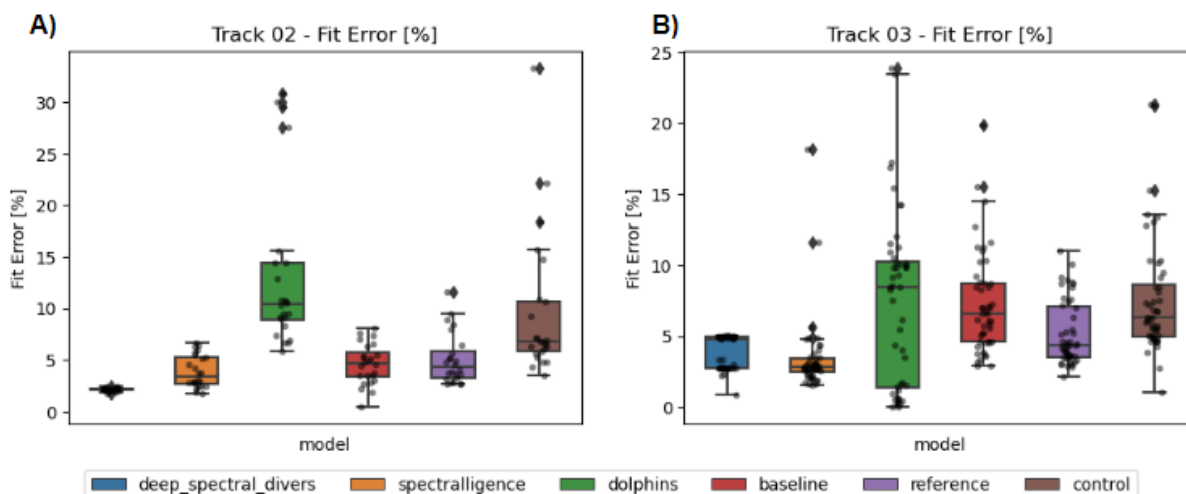 A)
Track 02 - Fit Error [%]
Fit Error [%]
30
25
20
15
10
5
0
model
B)
Track 03 - Fit Error [%]
Fit Error [%]
25
20
15
10
5
0
model
deep_spectral_divers spectralligence dolphins baseline reference control